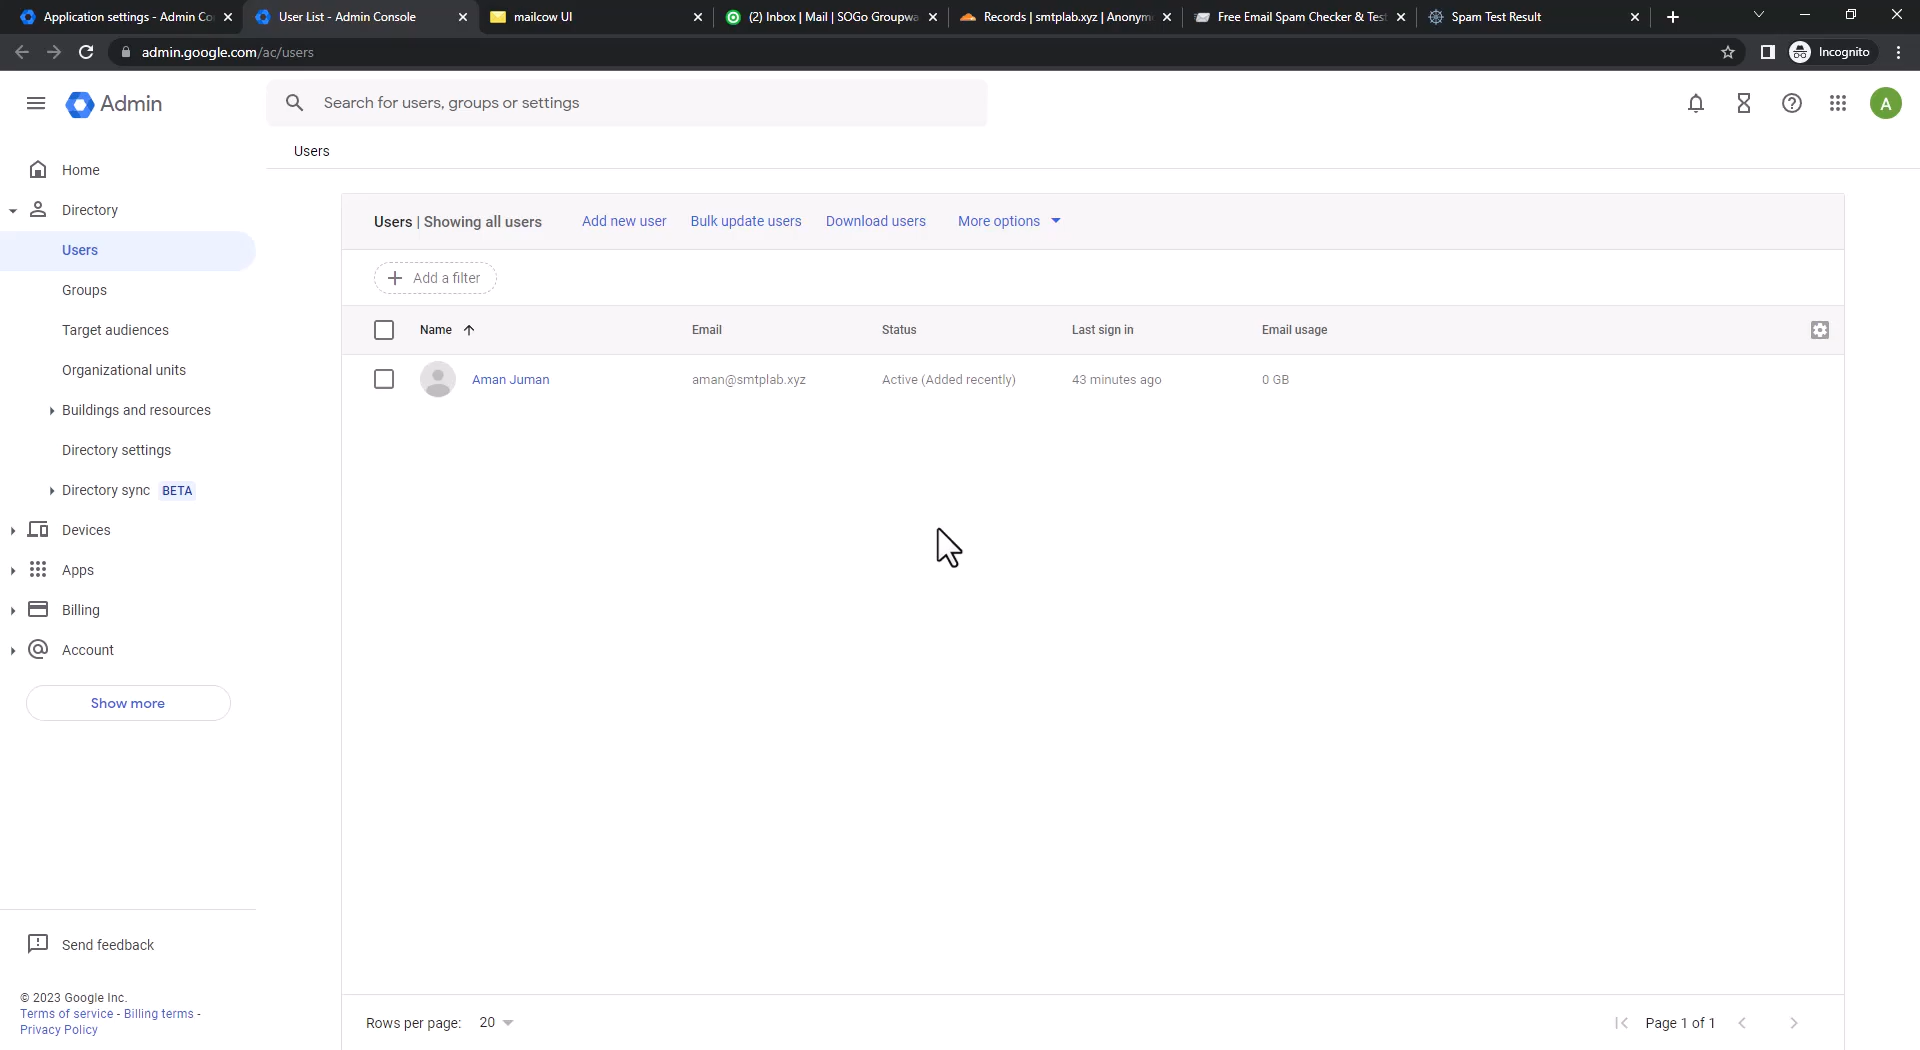 Application settings - Admin Co
User List - Admin Console
mailcow UI
(2) Inbox | Mail | SOGo Groupwa
Records | smtplab.xyz | Anonym
Free Email Spam Checker & Test
Spam Test Result
admin.google.com/ac/users
Incognito
Admin
Search for users, groups or settings
A
Users
Home
Directory
Users
Groups
Target audiences
Organizational units
Buildings and resources
Directory settings
Directory sync BETA
Devices
Apps
Billing
Account
Show more
Send feedback
© 2023 Google Inc.
Terms of service - Billing terms -
Privacy Policy
Users | Showing all users Add new user Bulk update users Download users More options
Add a filter
Name Email Status Last sign in Email usage
Aman Juman aman@smtplab.xyz Active (Added recently) 43 minutes ago 0 GB
Rows per page: 20 Page 1 of 1